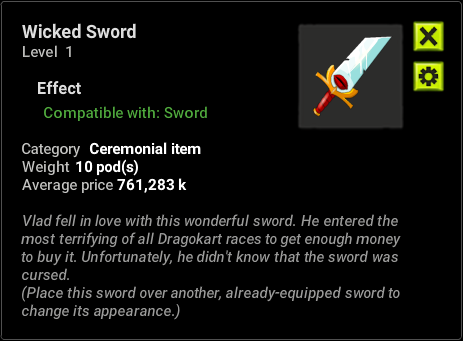 Wicked Sword
Level 1
Effect
Compatible with: Sword
Category Ceremonial item
Weight 10 pod(s)
Average price 761,283 k
Vlad fell in love with this wonderful sword. He entered the
most terrifying of all Dragokart races to get enough money
to buy it. Unfortunately, he didn't know that the sword was
cursed.
(Place this sword over another, already-equipped sword to
change its appearance.)